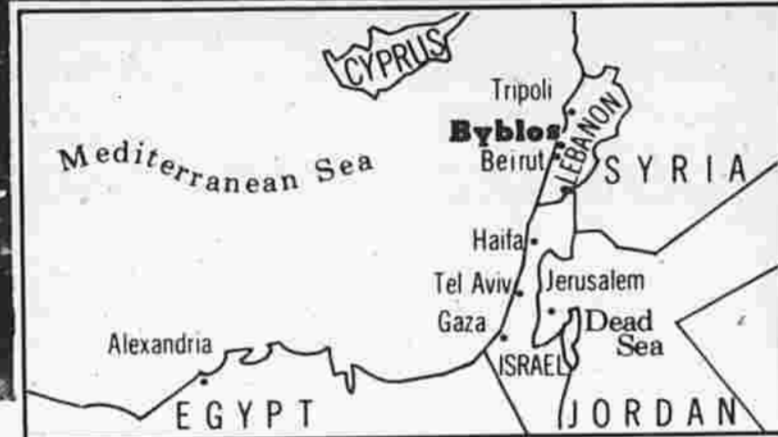 CYPRUS
Tripoli
Byblos
Beirut
LEBANON
SYRIA
Mediterranean Sea
Haifa
Tel Aviv
Jerusalem
Gaza
Dead
Sea
Alexandria
ISRAEL
EGYPT
JORDAN